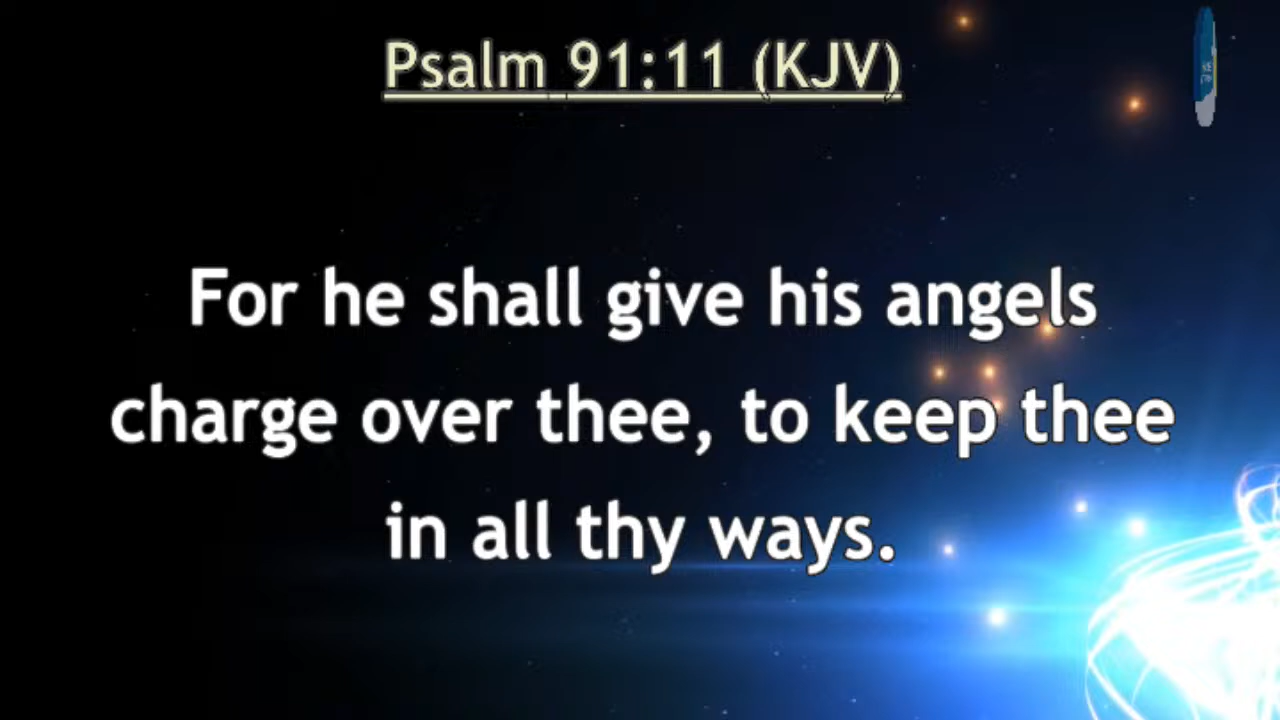 Psalm 91:11 (KJV)
For he shall give his angels
charge over thee, to keep thee
in all thy ways.